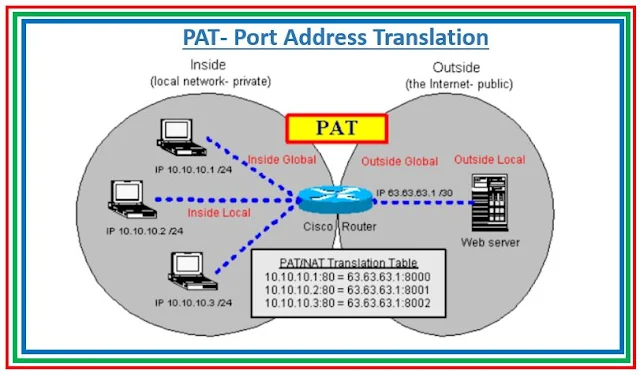 PAT- Port Address Translation
Inside
(local network- private)
Outside
(the Internet- public)
PAT
IP 10.10.10.1 /24
Inside Global
Outside Global
Outside Local
IP 63.63.63.1 /30
Inside Local
IP 10.10.10.2 /24
Cisco Router
Web server
PAT/NAT Translation Table
10.10.10.1:80 = 63.63.63.1:8000
10.10.10.2:80 = 63.63.63.1:8001
10.10.10.3:80 = 63.63.63.1:8002
IP 10.10.10.3 /24